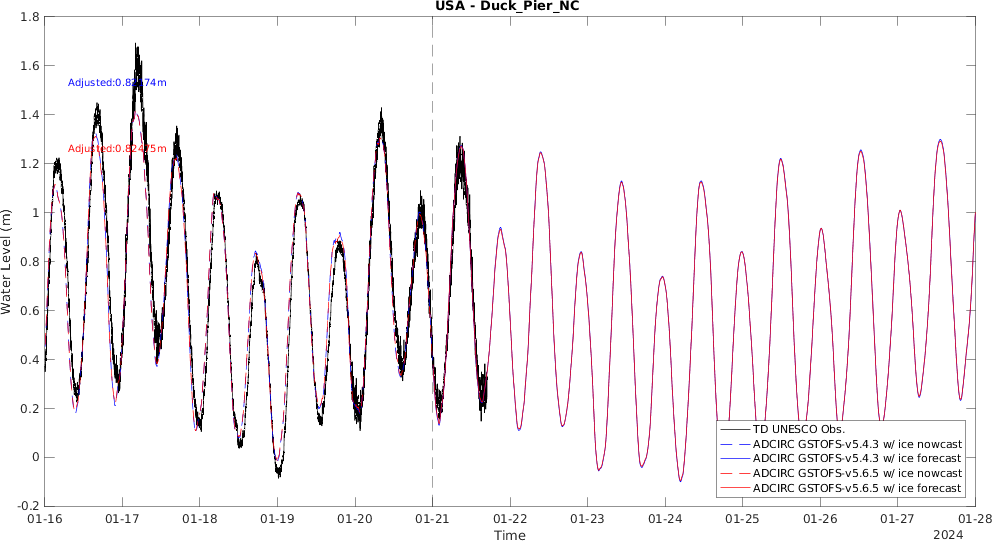 USA - Duck_Pier_NC
1.8
1.6
1.4
1.2
1
0.8
0.6
0.4
0.2
0
-0.2
Water Level (m)
Adjusted:0.82474m
Adjusted:0.82475m
TD UNESCO Obs.
ADCIRC GSTOFS-v5.4.3 w/ ice nowcast
ADCIRC GSTOFS-v5.4.3 w/ ice forecast
ADCIRC GSTOFS-v5.6.5 w/ ice nowcast
ADCIRC GSTOFS-v5.6.5 w/ ice forecast
01-16 01-17 01-18 01-19 01-20 01-21 01-22 01-23 01-24 01-25 01-26 01-27 01-28
Time
2024